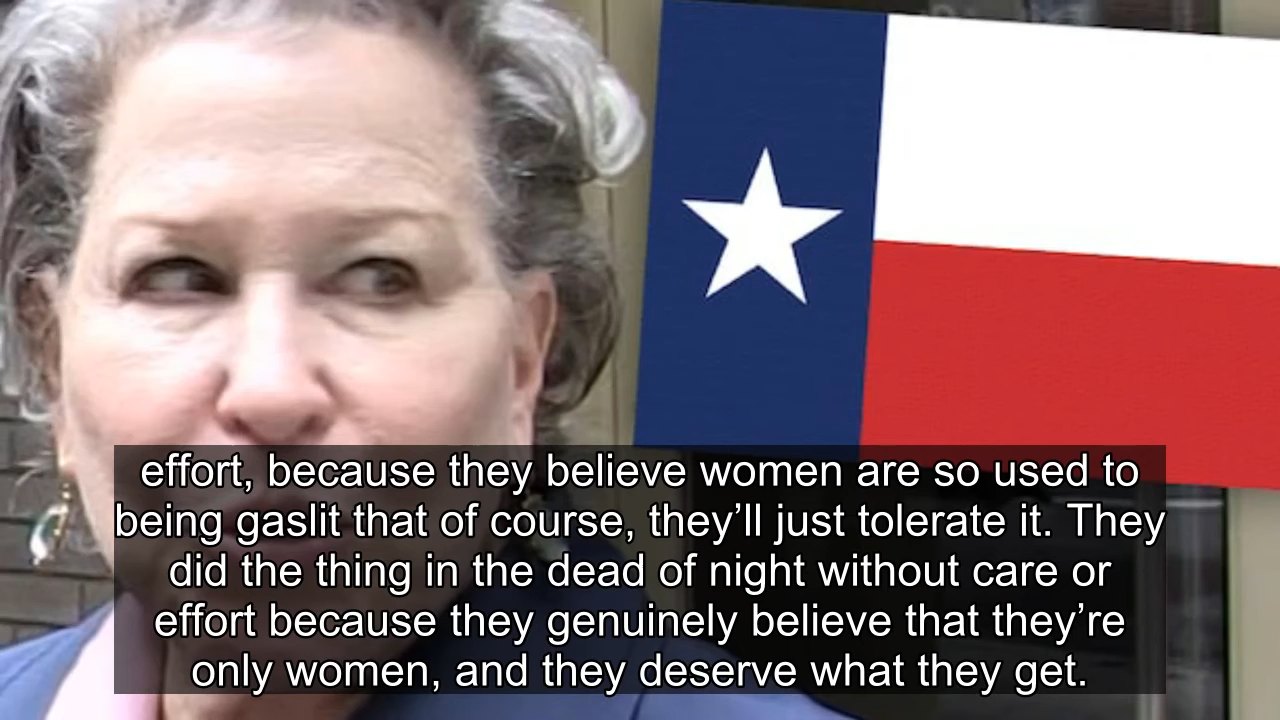 effort, because they believe women are so used to
being gaslit that of course, they’ll just tolerate it. They
did the thing in the dead of night without care or
effort because they genuinely believe that they’re
only women, and they deserve what they get.